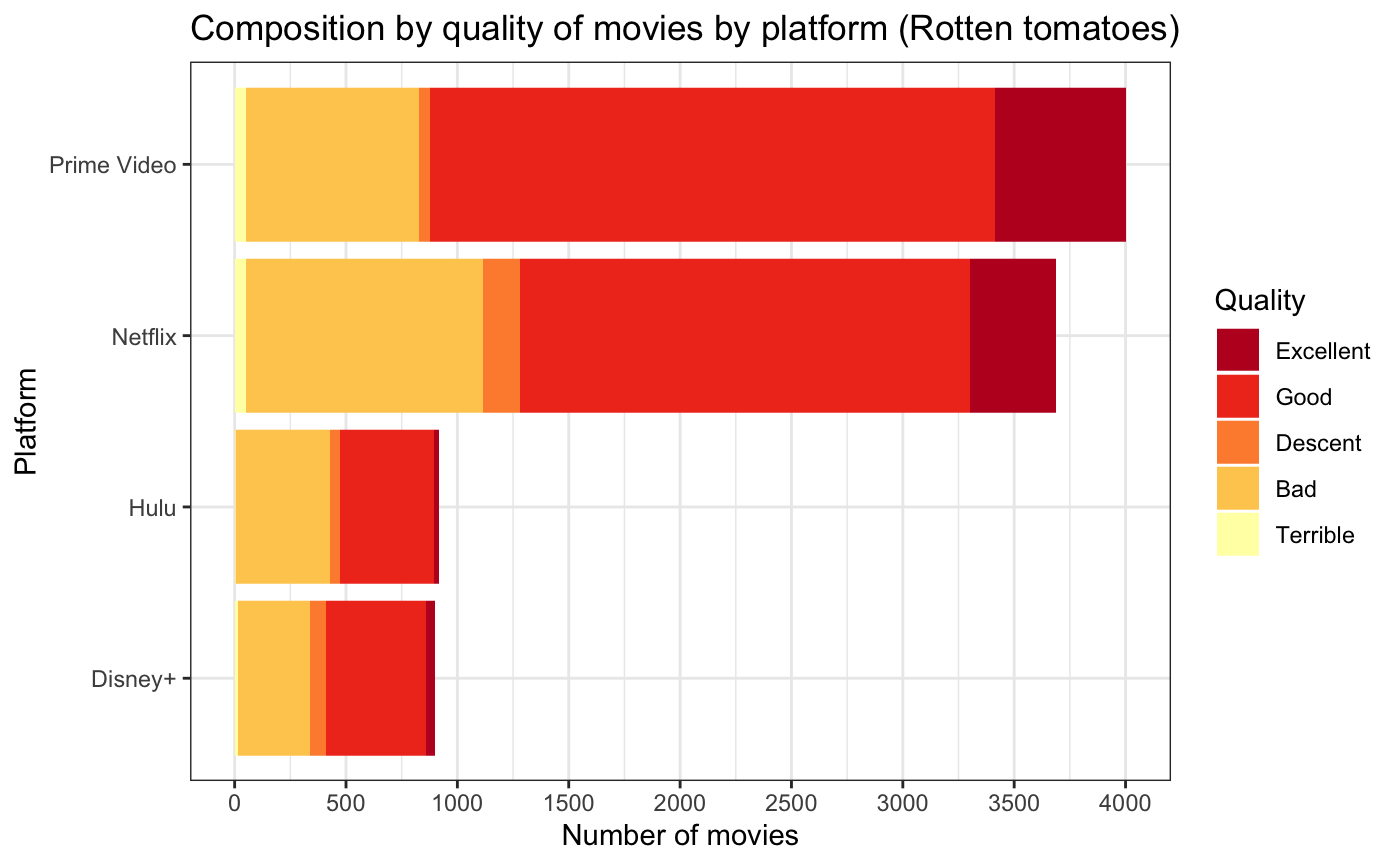 Composition by quality of movies by platform (Rotten tomatoes)
Platform
Prime Video
Netflix
Hulu
Disney+
0 500 1000 1500 2000 2500 3000 3500 4000
Number of movies
Quality
Excellent
Good
Descent
Bad
Terrible